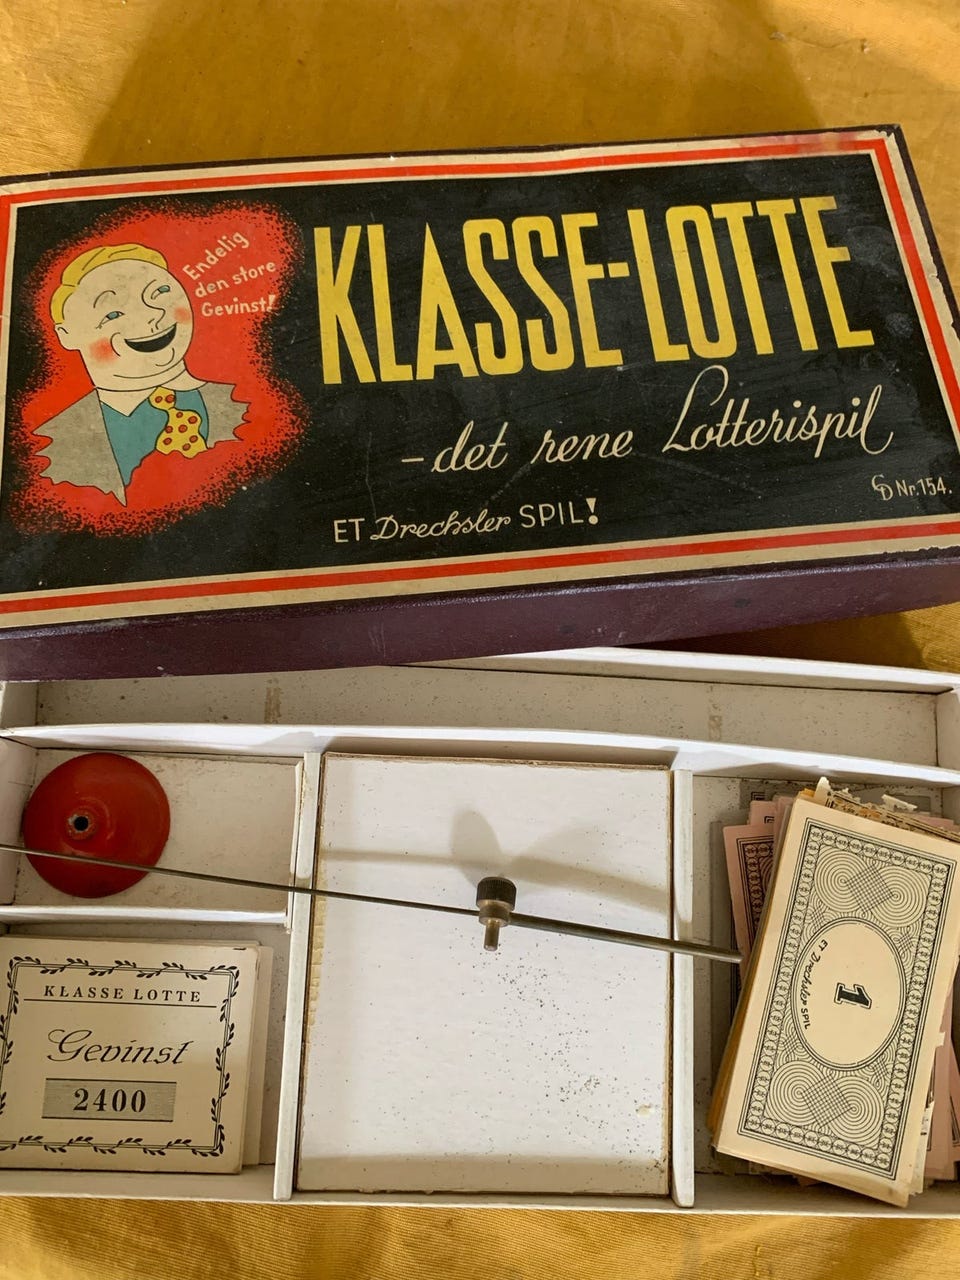 Endelig
den store
Gevinst!
KLASSE-LOTTE
- det rene Lotterispil
ET Drechsler SPIL!
CD Nr. 154.
KLASSE LOTTE
Gevinst
2400
ET Drechsler SPIL
1